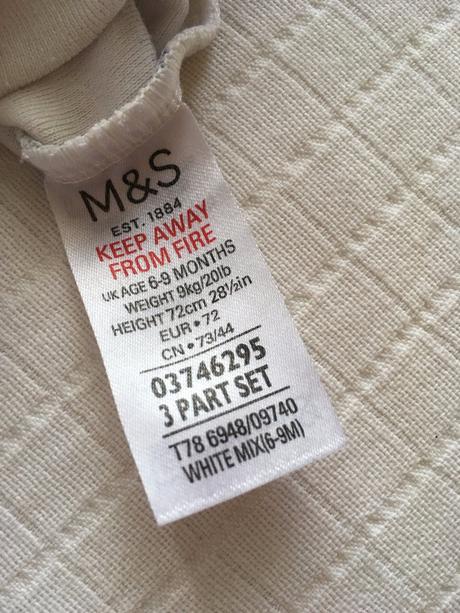 M&S
EST. 1884
KEEP AWAY
FROM FIRE
UK AGE 6-9 MONTHS
WEIGHT 9kg/20lb
HEIGHT 72cm 28½in
EUR • 72
CN • 73/44
03746295
3 PART SET
T78 6948/09740
WHITE MIX(6-9M)